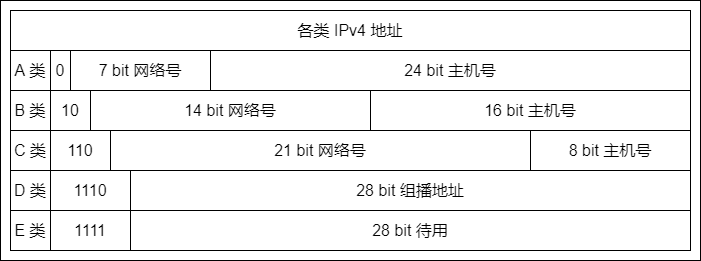 各类 IPv4 地址
A 类 0 7 bit 网络号 24 bit 主机号
B 类 10 14 bit 网络号 16 bit 主机号
C 类 110 21 bit 网络号 8 bit 主机号
D 类 1110 28 bit 组播地址
E 类 1111 28 bit 待用